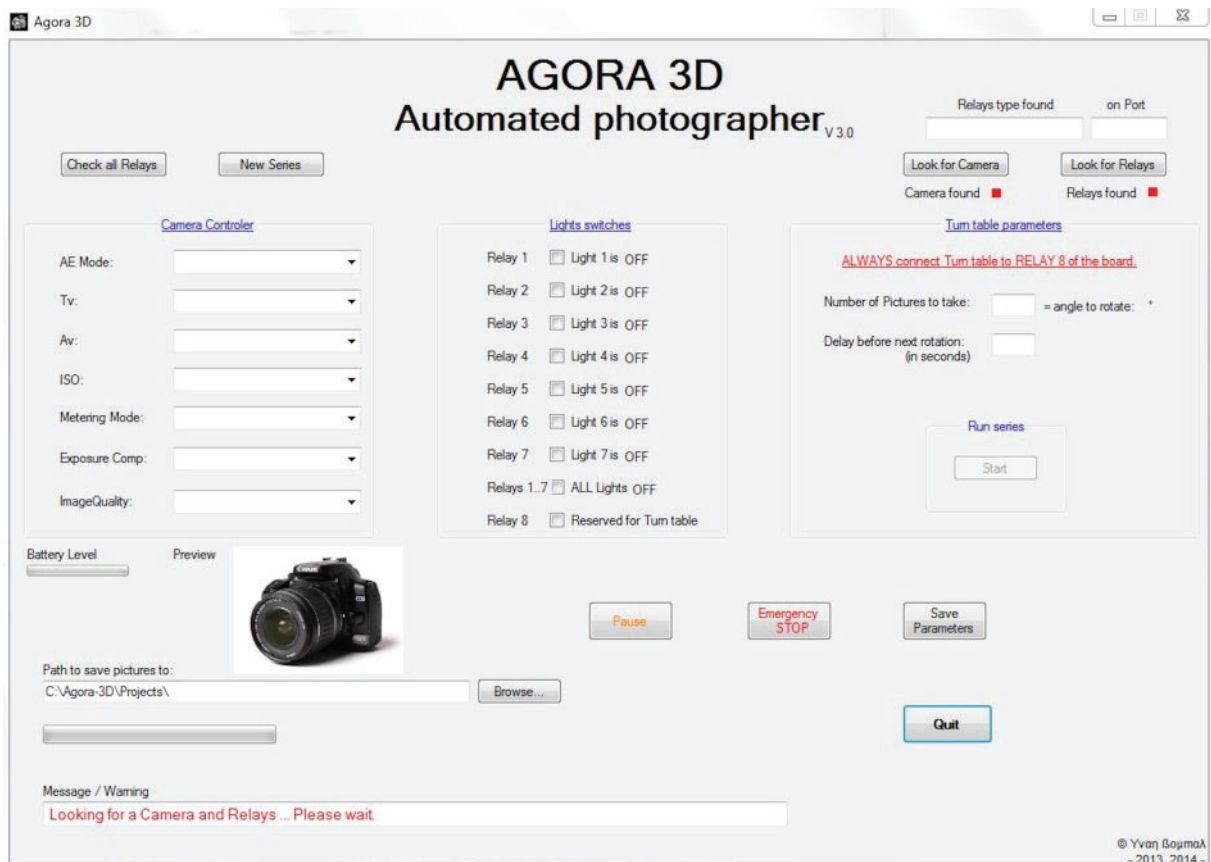 Agora 3D
AGORA 3D
Automated photographer V 3.0
Relays type found on Port
Check all Relays New Series Look for Camera Look for Relays
Camera found Relays found
Camera Controler
AE Mode:
Tv:
Av:
ISO:
Metering Mode:
Exposure Comp:
ImageQuality:
Lights switches
Relay 1 Light 1 is OFF
Relay 2 Light 2 is OFF
Relay 3 Light 3 is OFF
Relay 4 Light 4 is OFF
Relay 5 Light 5 is OFF
Relay 6 Light 6 is OFF
Relay 7 Light 7 is OFF
Relays 1..7 ALL Lights OFF
Relay 8 Reserved for Turn table
Turn table parameters
ALWAYS connect Turn table to RELAY 8 of the board.
Number of Pictures to take: = angle to rotate: °
Delay before next rotation:
(in seconds)
Run series
Start
Battery Level Preview
Canon
Pause
Emergency
STOP
Save
Parameters
Path to save pictures to:
C:\Agora-3D\Projects\ Browse...
Quit
Message / Warning
Looking for a Camera and Relays ... Please wait.
© Yvαη
- 2013, 2014 -